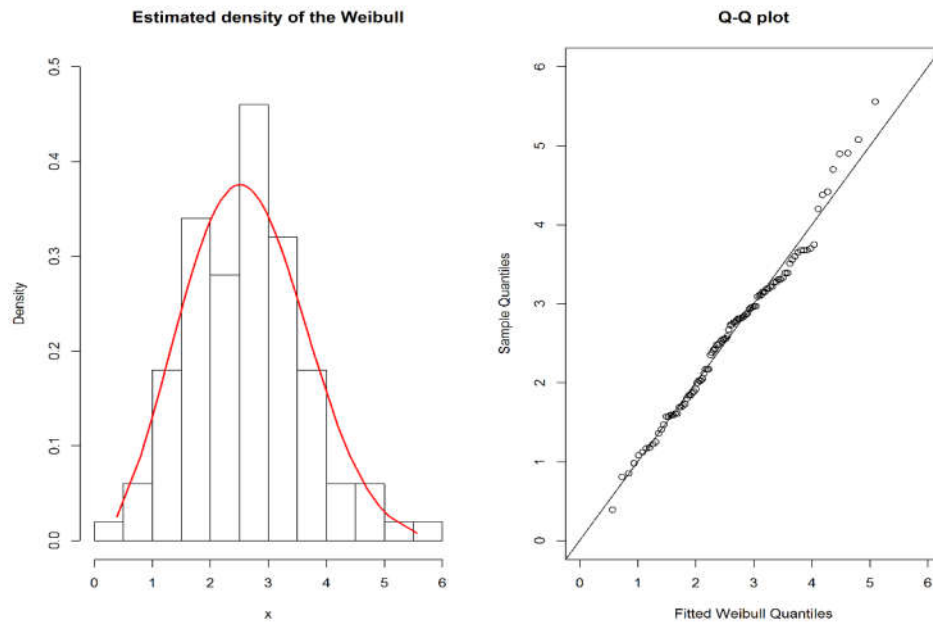 Estimated density of the Weibull
0.5
0.4
0.3
0.2
0.1
0.0
Density
0 1 2 3 4 5 6
x
Q-Q plot
6
5
4
3
2
1
0
Sample Quantiles
0 1 2 3 4 5 6
Fitted Weibull Quantiles